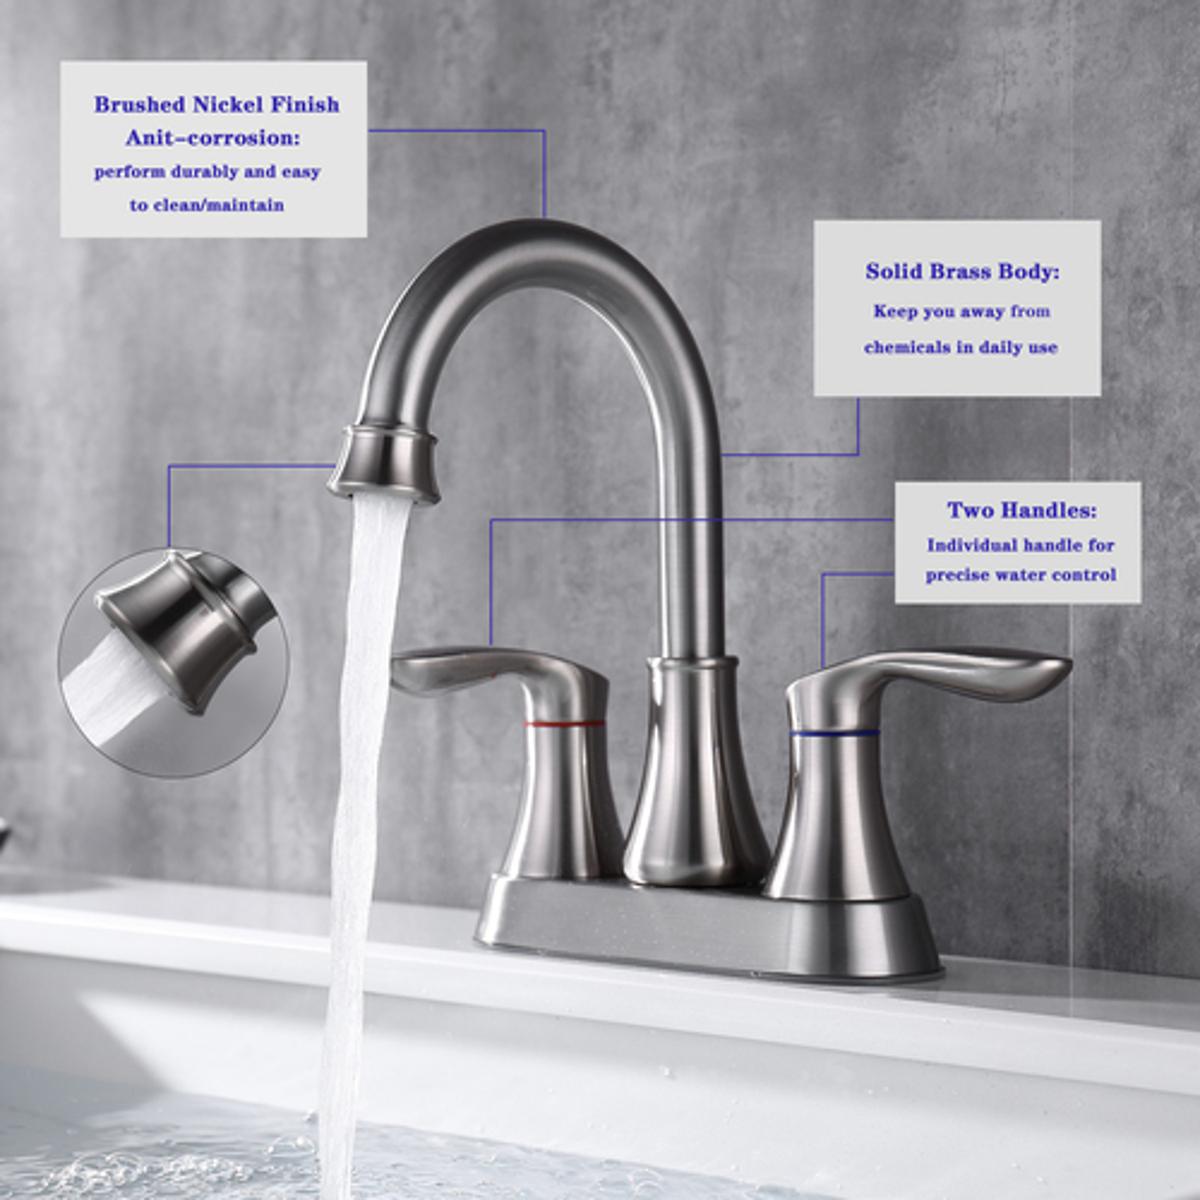 Brushed Nickel Finish
Anit-corrosion:
perform durably and easy
to clean/maintain
Solid Brass Body:
Keep you away from
chemicals in daily use
Two Handles:
Individual handle for
precise water control